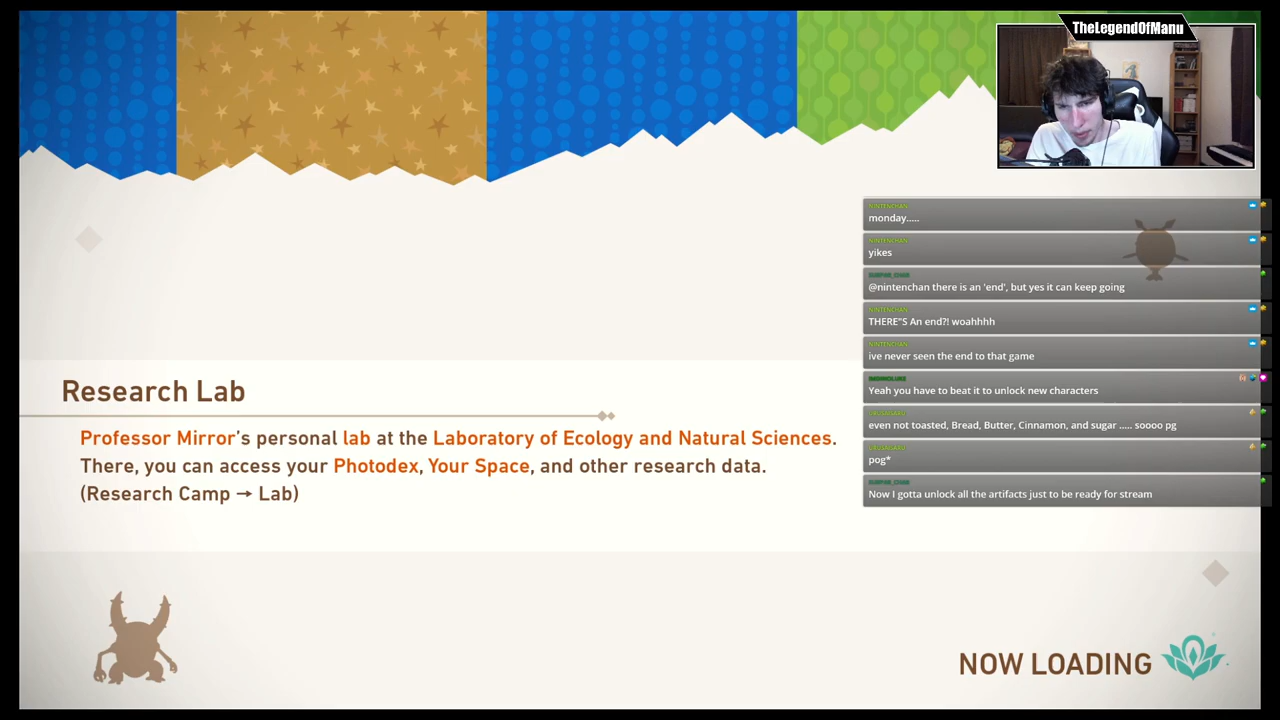 TheLegendOfManu
NINTENCHAN
monday.....
NINTENCHAN
yikes
@nintenchan there is an 'end', but yes it can keep going
NINTENCHAN
THERE"S An end?! woahhhh
NINTENCHAN
ive never seen the end to that game
Yeah you have to beat it to unlock new characters
even not toasted, Bread, Butter, Cinnamon, and sugar ..... soooo pg
pog*
Now I gotta unlock all the artifacts just to be ready for stream
Research Lab
Professor Mirror's personal lab at the Laboratory of Ecology and Natural Sciences.
There, you can access your Photodex, Your Space, and other research data.
(Research Camp → Lab)
NOW LOADING